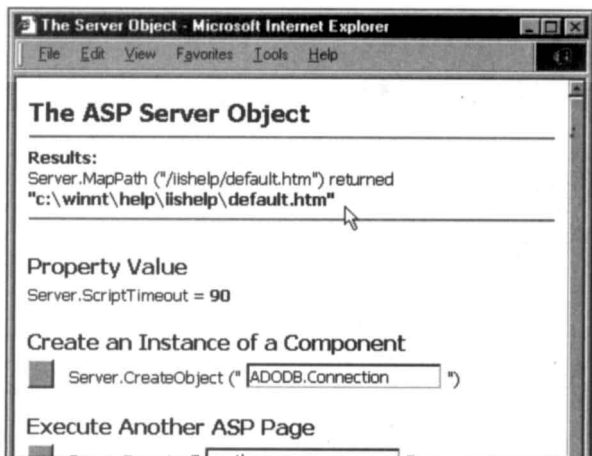 The Server Object - Microsoft Internet Explorer
File Edit View Favorites Tools Help
The ASP Server Object
Results:
Server.MapPath ("/iishelp/default.htm") returned
"c:\winnt\help\iishelp\default.htm"
Property Value
Server.ScriptTimeout = 90
Create an Instance of a Component
Server.CreateObject (" ADODB.Connection ")
Execute Another ASP Page